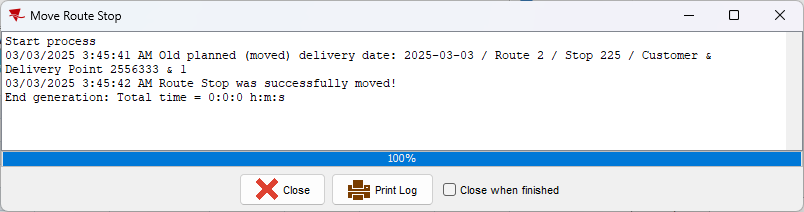 Move Route Stop
Start process
03/03/2025 3:45:41 AM Old planned (moved) delivery date: 2025-03-03 / Route 2 / Stop 225 / Customer &
Delivery Point 2556333 & 1
03/03/2025 3:45:42 AM Route Stop was successfully moved!
End generation: Total time = 0:0:0 h:m:s
100%
Close
Print Log
Close when finished